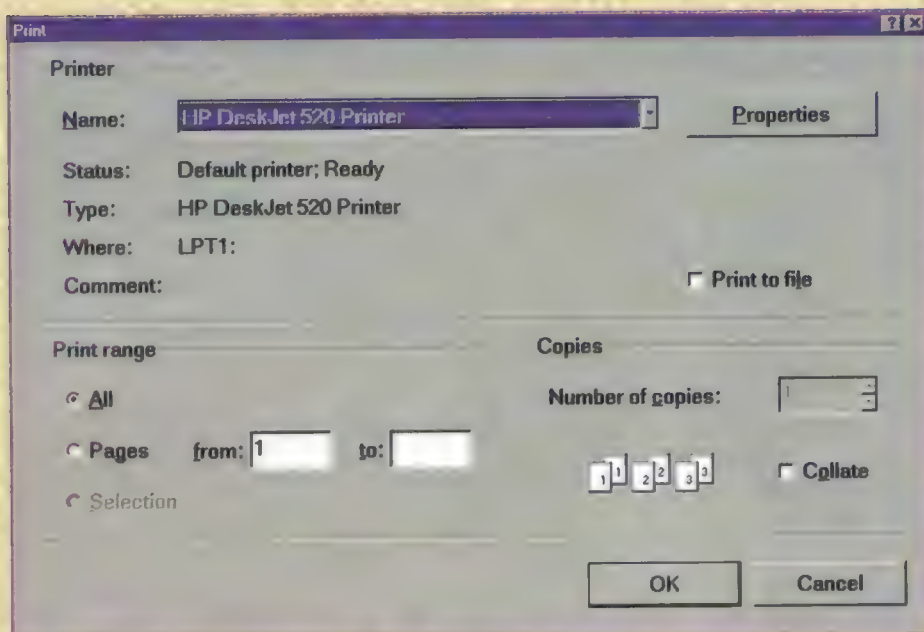 Print
Printer
Name: HP DeskJet 520 Printer Properties
Status: Default printer; Ready
Type: HP DeskJet 520 Printer
Where: LPT1:
Comment: Print to file
Print range Copies
All Number of copies: 1
Pages from: 1 to:
1 1 2 2 3 3 Collate
Selection
OK Cancel